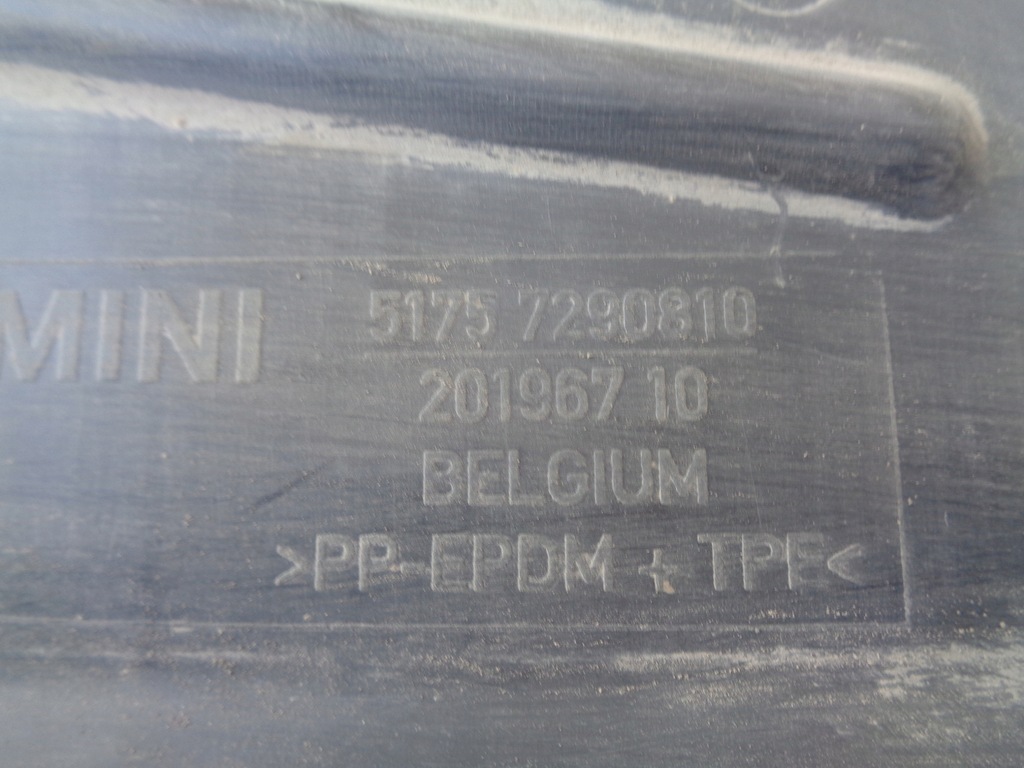 MINI
5175 7290810
201967 10
BELGIUM
>PP-EPDM + TPE<